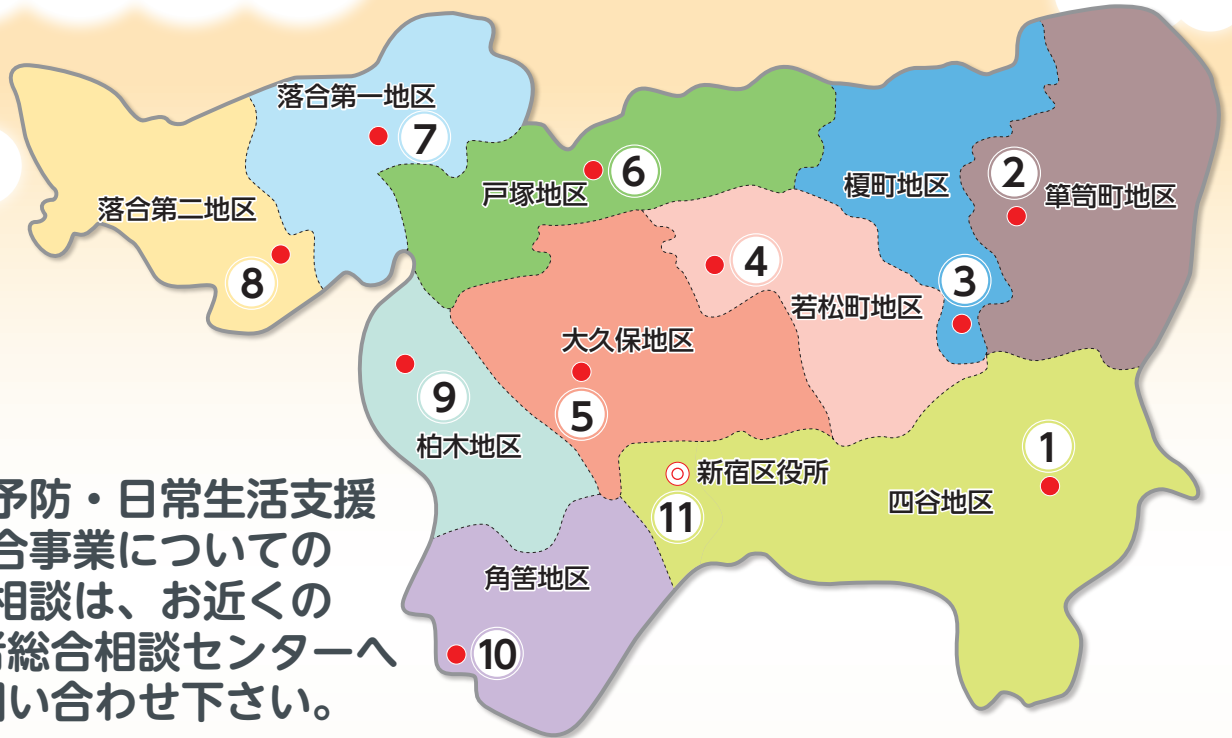 落合第一地区
7
6
戸塚地区
榎町地区
2
箪笥町地区
落合第二地区
8
4
3
若松町地区
大久保地区
9
5
柏木地区
1
新宿区役所
11
四谷地区
予防・日常生活支援
合事業についての
相談は、お近くの
者総合相談センターへ
問い合わせ下さい。
角筈地区
10